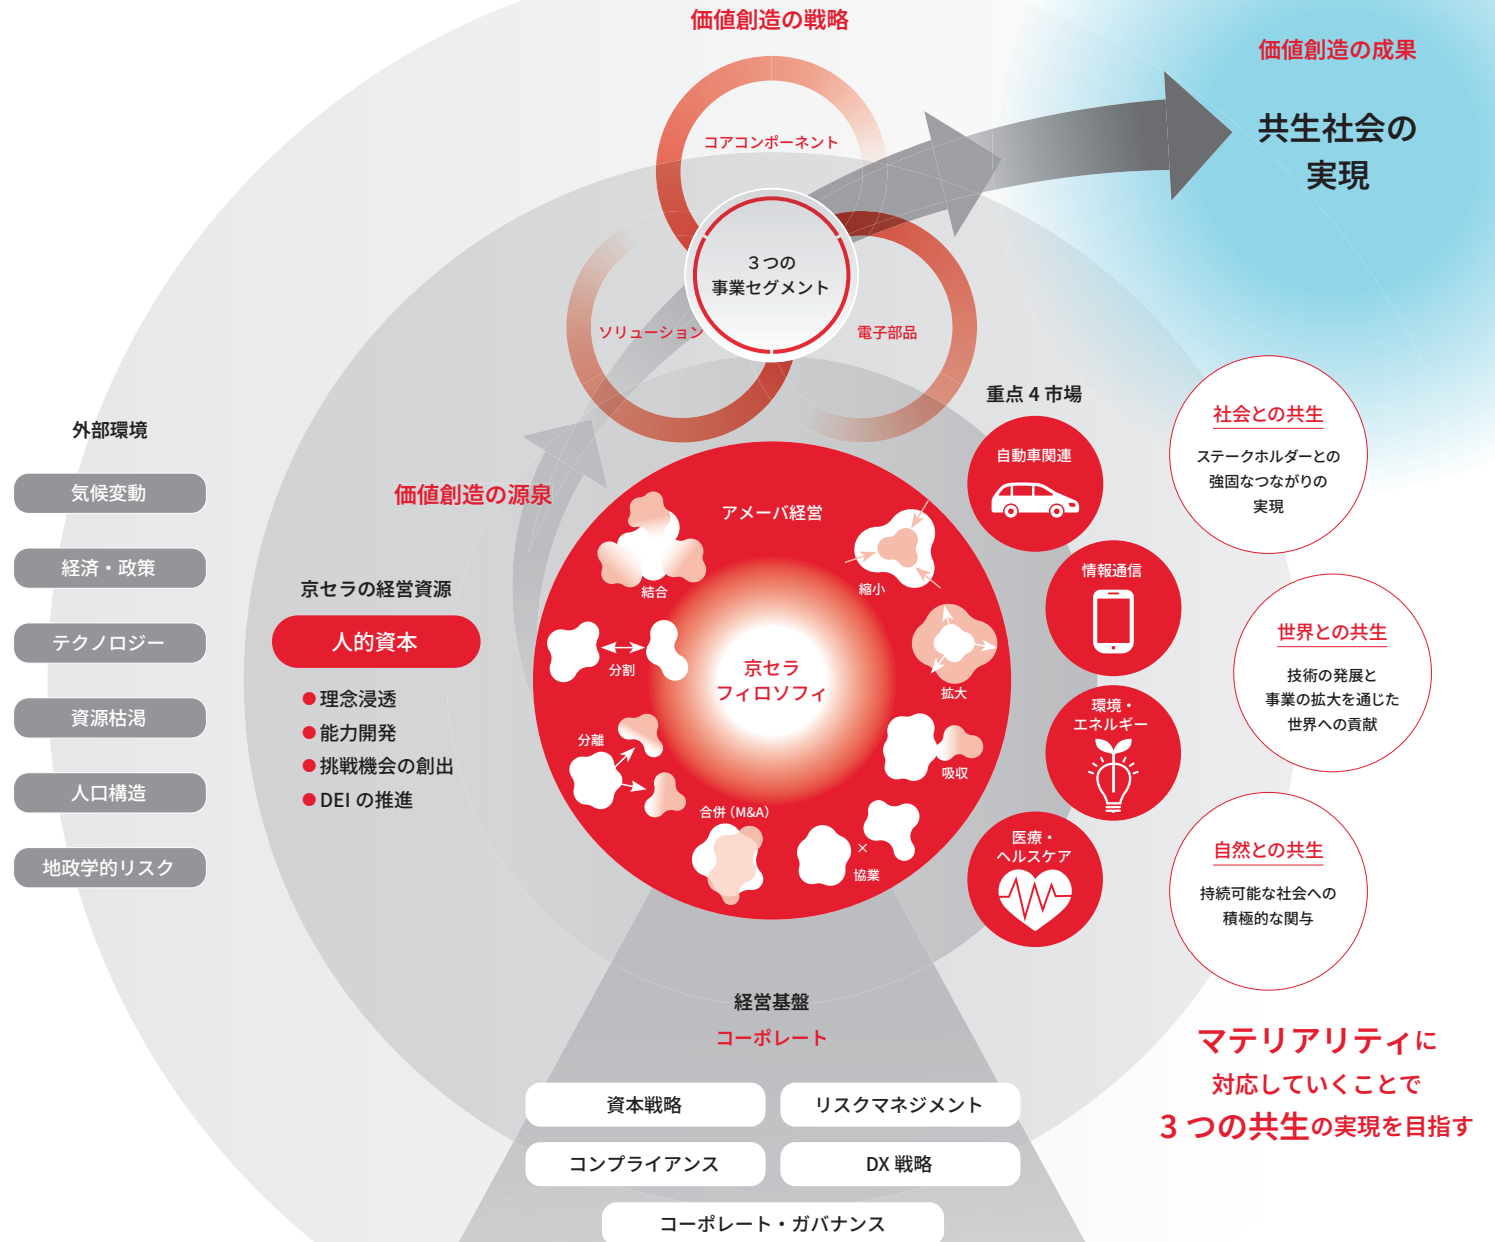 価値創造の戦略
価値創造の成果
共生社会の
実現
コアコンポーネント
3つの
事業セグメント
ソリューション
電子部品
外部環境
気候変動
経済・政策
テクノロジー
資源枯渇
人口構造
地政学的リスク
価値創造の源泉
京セラの経営資源
人的資本
●理念浸透
●能力開発
●挑戦機会の創出
●DEI の推進
アメーバ経営
結合
縮小
分割
拡大
京セラ
フィロソフィ
分離
吸収
合併（M&A）
×
協業
重点 4 市場
自動車関連
情報通信
環境・
エネルギー
医療・
ヘルスケア
社会との共生
ステークホルダーとの
強固なつながりの
実現
世界との共生
技術の発展と
事業の拡大を通じた
世界への貢献
自然との共生
持続可能な社会への
積極的な関与
マテリアリティに
対応していくことで
3 つの共生の実現を目指す
経営基盤
コーポレート
資本戦略
リスクマネジメント
コンプライアンス
DX 戦略
コーポレート・ガバナンス